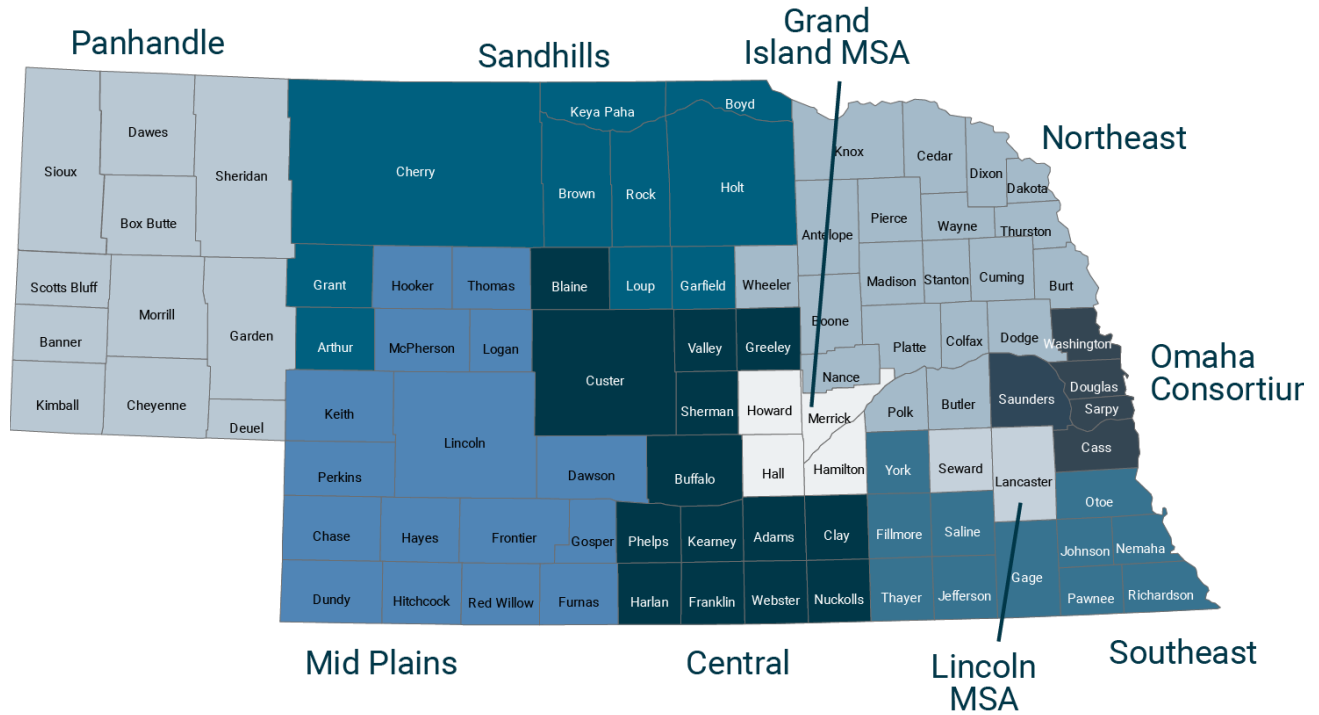 Panhandle
Sandhills
Grand
Island MSA
Northeast
Omaha
Consortiur
Southeast
Lincoln
MSA
Central
Mid Plains
Sioux
Dawes
Sheridan
Box Butte
Scotts Bluff
Morrill
Garden
Banner
Kimball
Cheyenne
Deuel
Cherry
Keya Paha
Boyd
Brown
Rock
Holt
Grant
Hooker
Thomas
Blaine
Loup
Garfield
Wheeler
Arthur
McPherson
Logan
Custer
Valley
Greeley
Sherman
Howard
Merrick
Keith
Lincoln
Perkins
Dawson
Buffalo
Hall
Hamilton
Chase
Hayes
Frontier
Gosper
Phelps
Kearney
Adams
Clay
Dundy
Hitchcock
Red Willow
Furnas
Harlan
Franklin
Webster
Nuckolls
Knox
Cedar
Dixon
Dakota
Antelope
Pierce
Wayne
Thurston
Madison
Stanton
Cuming
Burt
Boone
Platte
Colfax
Dodge
Washington
Nance
Polk
Butler
Saunders
Douglas
Sarpy
Cass
York
Seward
Lancaster
Otoe
Fillmore
Saline
Gage
Johnson
Nemaha
Thayer
Jefferson
Pawnee
Richardson